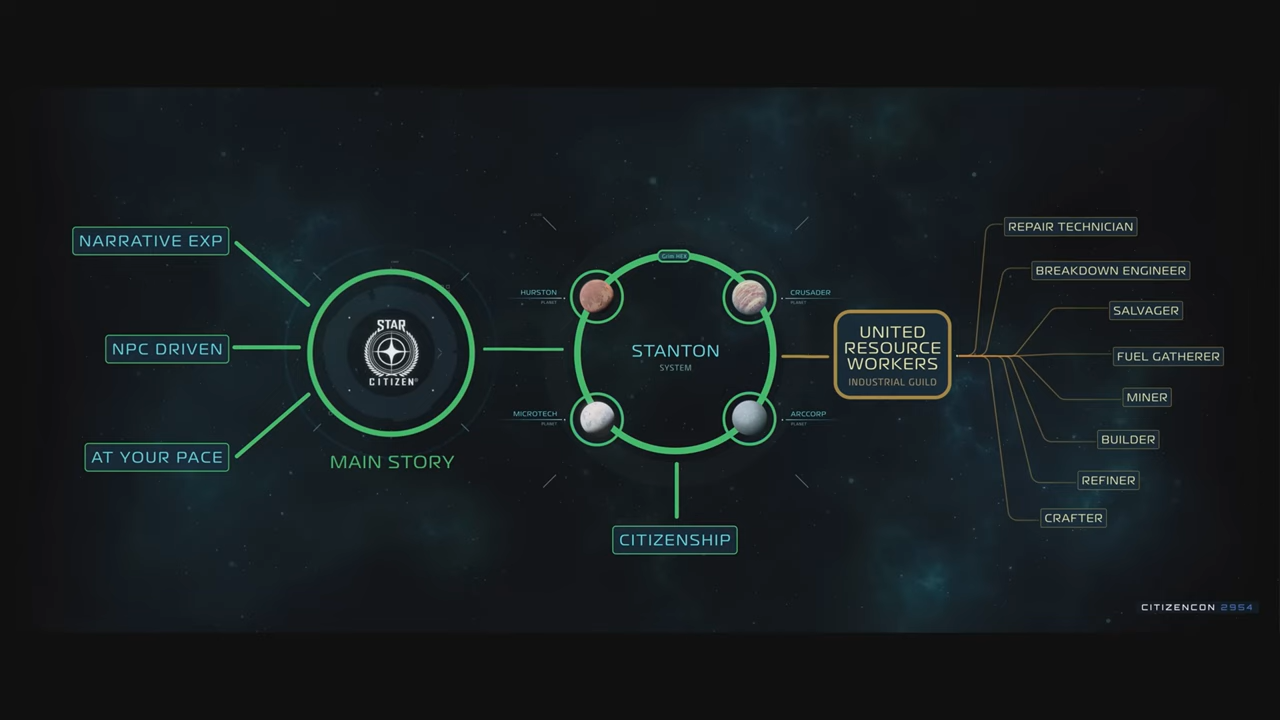 NARRATIVE EXP
NPC DRIVEN
AT YOUR PACE
STAR
CITIZEN®
MAIN STORY
GRIM HEX
HURSTON
PLANET
CRUSADER
PLANET
STANTON
SYSTEM
MICROTECH
PLANET
ARCCORP
PLANET
CITIZENSHIP
UNITED
RESOURCE
WORKERS
INDUSTRIAL GUILD
REPAIR TECHNICIAN
BREAKDOWN ENGINEER
SALVAGER
FUEL GATHERER
MINER
BUILDER
REFINER
CRAFTER
CITIZENCON 2954